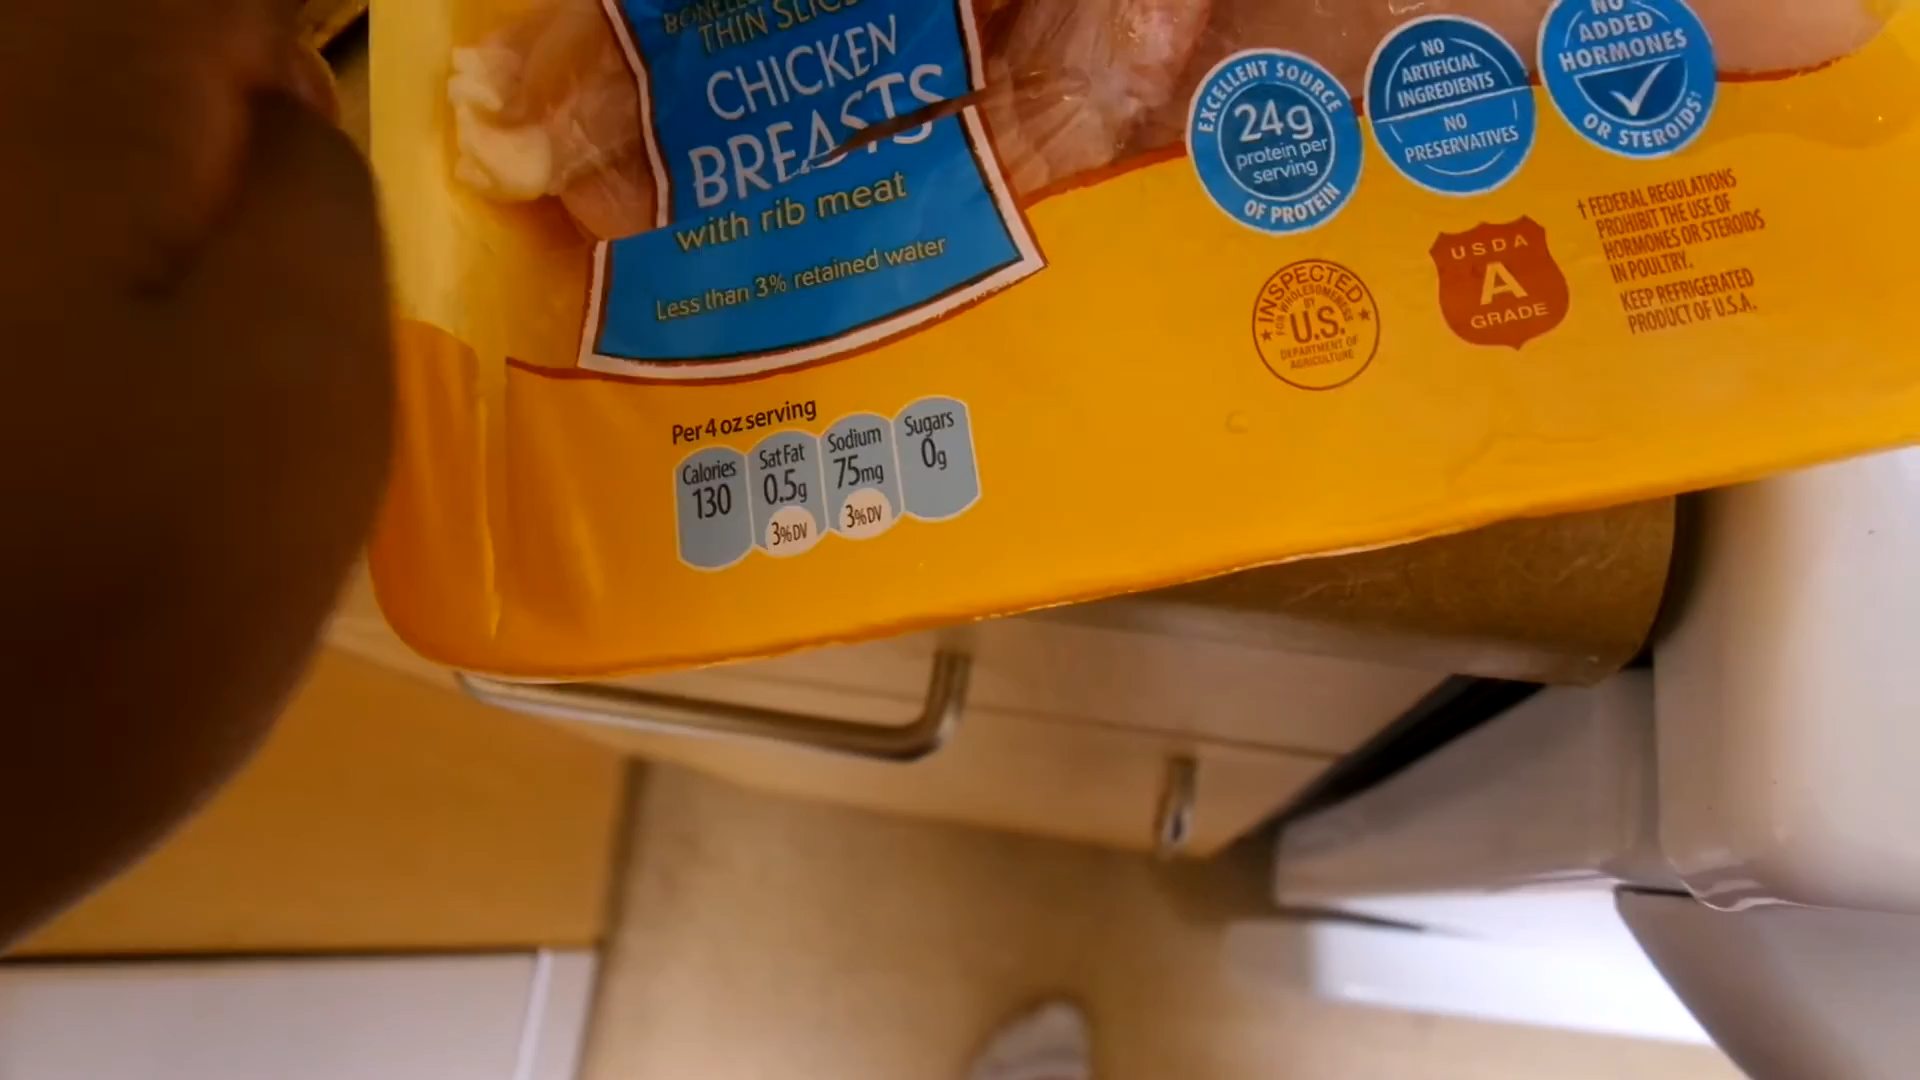 THIN
CHICKEN
BREASTS
with rib meat
Less than 3% retained water
Per 4 oz serving
Calories
130
Sat Fat
0.5g
3% DV
Sodium
75mg
3% DV
Sugars
0g
EXCELLENT SOURCE
24g
protein per
serving
OF PROTEIN
NO
ARTIFICIAL
INGREDIENTS
NO
PRESERVATIVES
NO
ADDED
HORMONES
OR STEROIDS†
INSPECTED
FOR WHOLESOMENESS
BY
U.S.
DEPARTMENT OF
AGRICULTURE
USDA
A
GRADE
† FEDERAL REGULATIONS
PROHIBIT THE USE OF
HORMONES OR STEROIDS
IN POULTRY.
KEEP REFRIGERATED
PRODUCT OF U.S.A.